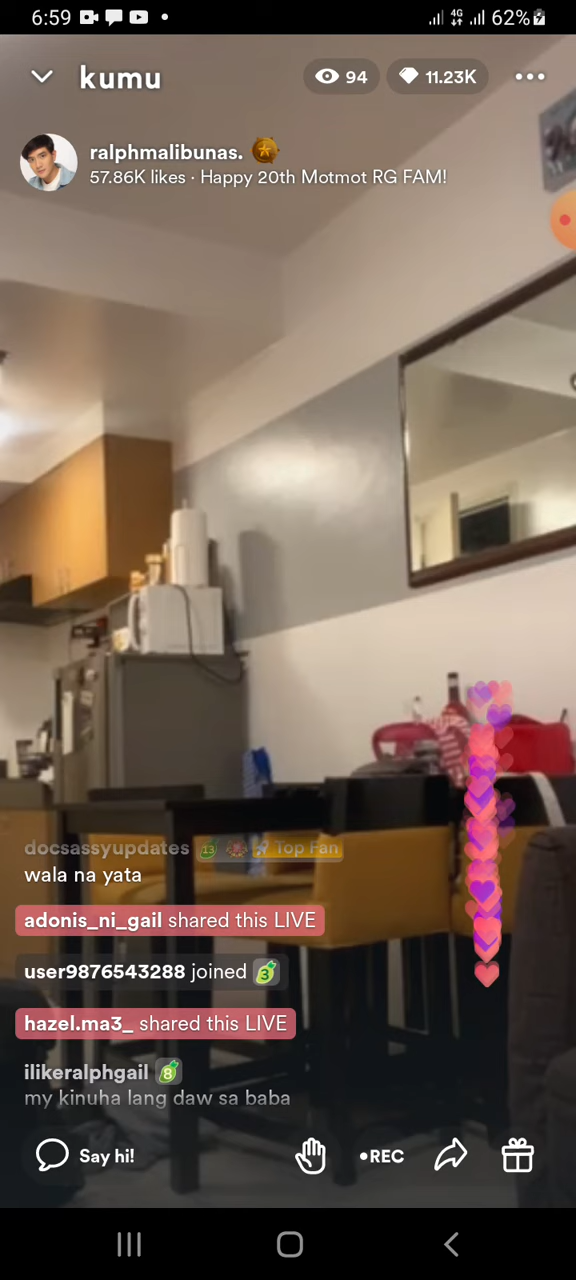 6:59
4G
62%
kumu
94
11.23K
ralphmalibunas.
57.86K likes · Happy 20th Motmot RG FAM!
docsassyupdates 13 Top Fan
wala na yata
adonis_ni_gail shared this LIVE
user9876543288 joined 3
hazel.ma3_ shared this LIVE
ilikeralphgail 8
my kinuha lang daw sa baba
Say hi!
•REC